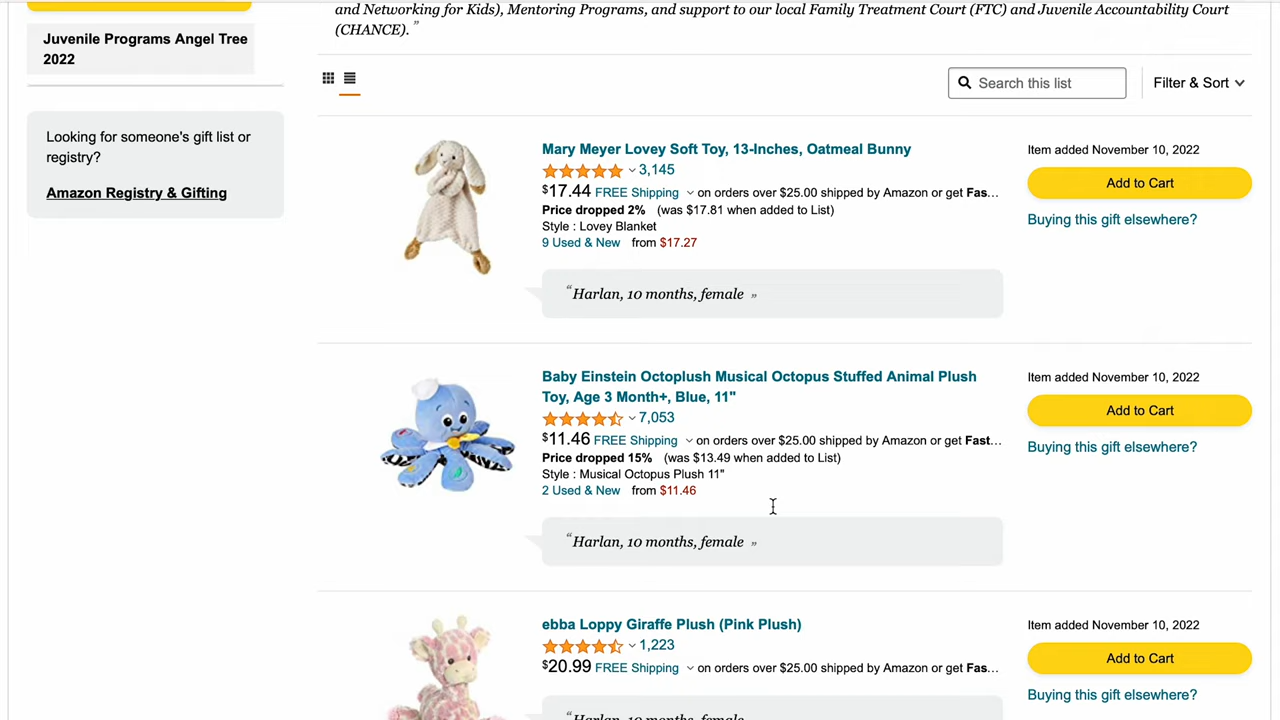 and Networking for Kids), Mentoring Programs, and support to our local Family Treatment Court (FTC) and Juvenile Accountability Court
(CHANCE). ”
Juvenile Programs Angel Tree
2022
Looking for someone's gift list or
registry?
Amazon Registry & Gifting
Search this list
Filter & Sort
Mary Meyer Lovey Soft Toy, 13-Inches, Oatmeal Bunny
3,145
$17.44 FREE Shipping on orders over $25.00 shipped by Amazon or get Fas...
Price dropped 2% (was $17.81 when added to List)
Style : Lovey Blanket
9 Used & New from $17.27
“ Harlan, 10 months, female ”
Item added November 10, 2022
Add to Cart
Buying this gift elsewhere?
Baby Einstein Octoplush Musical Octopus Stuffed Animal Plush
Toy, Age 3 Month+, Blue, 11"
7,053
$11.46 FREE Shipping on orders over $25.00 shipped by Amazon or get Fast...
Price dropped 15% (was $13.49 when added to List)
Style : Musical Octopus Plush 11"
2 Used & New from $11.46
“ Harlan, 10 months, female ”
Item added November 10, 2022
Add to Cart
Buying this gift elsewhere?
ebba Loppy Giraffe Plush (Pink Plush)
1,223
$20.99 FREE Shipping on orders over $25.00 shipped by Amazon or get Fas...
“ Harlan, 10 months, female
Item added November 10, 2022
Add to Cart
Buying this gift elsewhere?